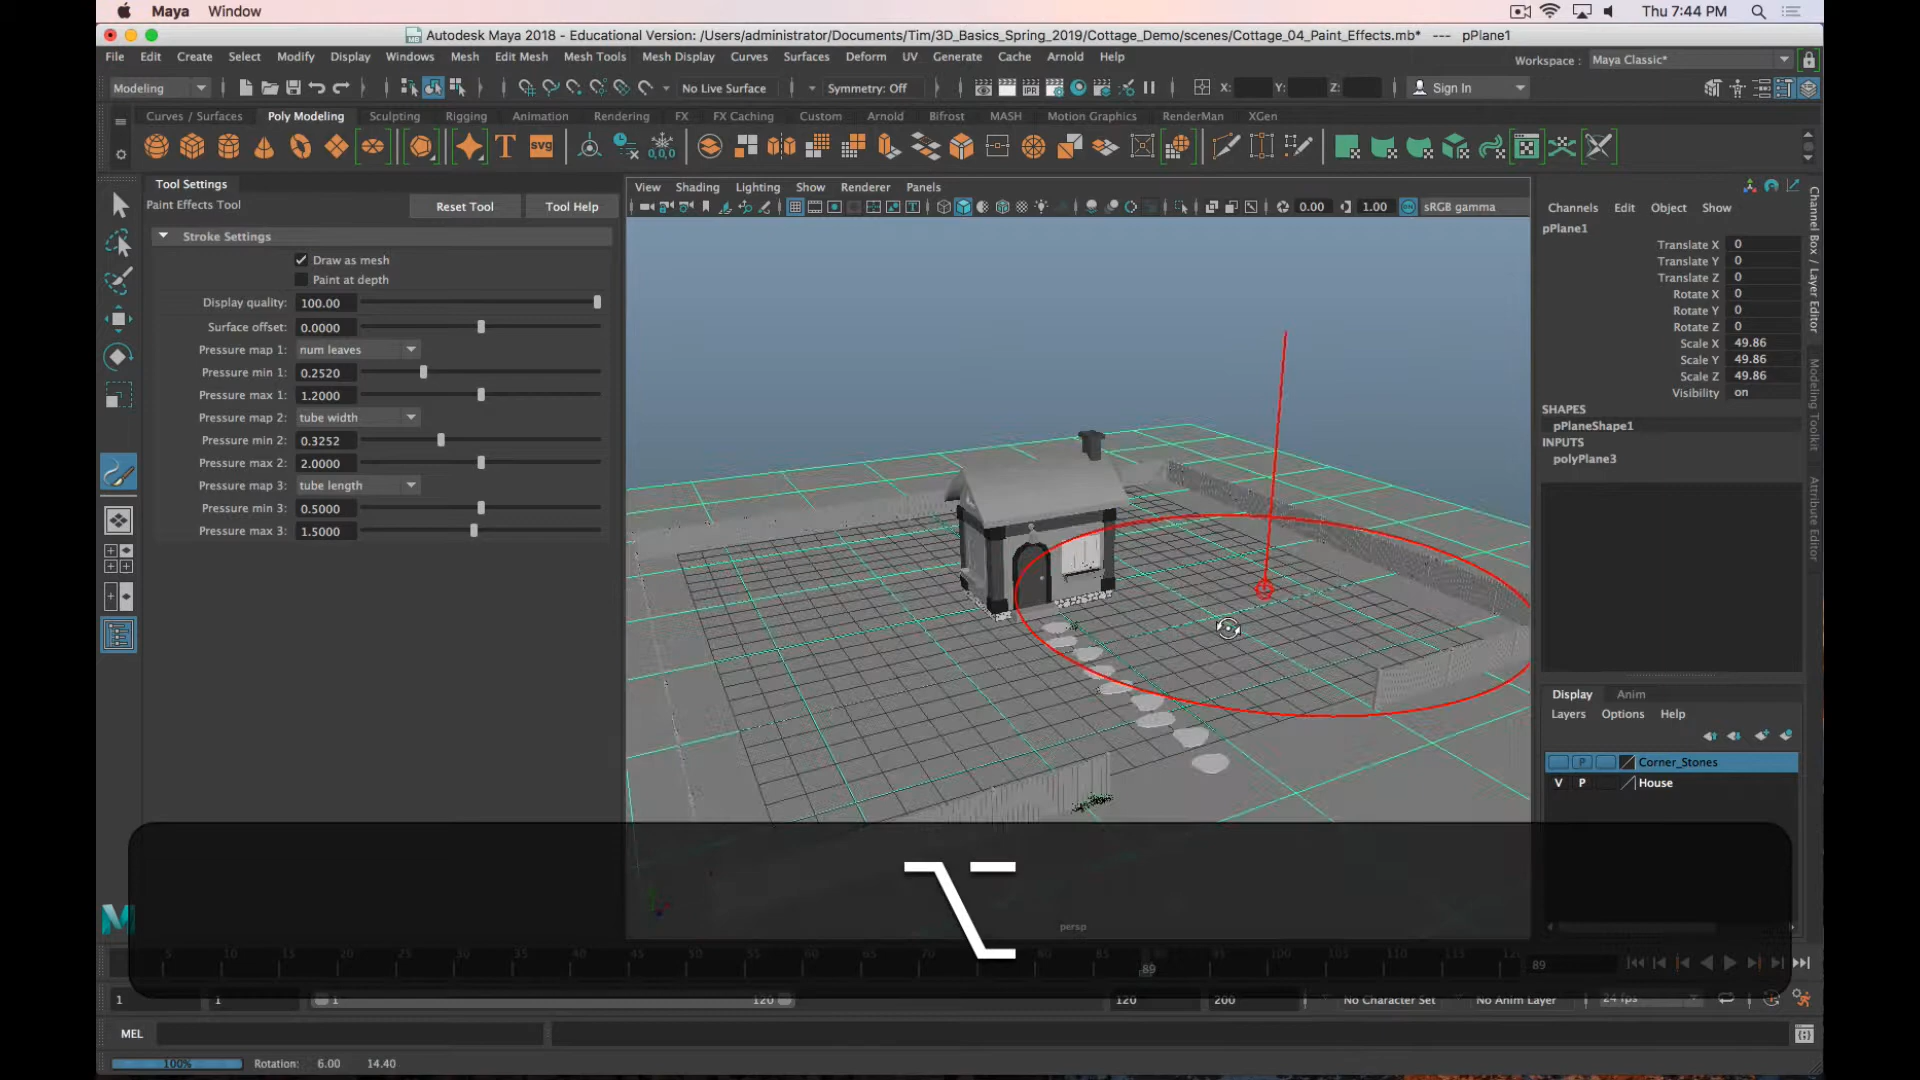 Maya Window Thu 7:44 PM
Autodesk Maya 2018 - Educational Version: /Users/administrator/Documents/Tim/3D_Basics_Spring_2019/Cottage_Demo/scenes/Cottage_04_Paint_Effects.mb* --- pPlane1
File Edit Create Select Modify Display Windows Mesh Edit Mesh Mesh Tools Mesh Display Curves Surfaces Deform UV Generate Cache Arnold Help Workspace: Maya Classic*
Modeling No Live Surface Symmetry: Off X: Y: Z: Sign In
Curves / Surfaces Poly Modeling Sculpting Rigging Animation Rendering FX FX Caching Custom Arnold Bifrost MASH Motion Graphics RenderMan XGen
T SVG 0,0,0
Tool Settings
Paint Effects Tool Reset Tool Tool Help
Stroke Settings
Draw as mesh
Paint at depth
Display quality: 100.00
Surface offset: 0.0000
Pressure map 1: num leaves
Pressure min 1: 0.2520
Pressure max 1: 1.2000
Pressure map 2: tube width
Pressure min 2: 0.3252
Pressure max 2: 2.0000
Pressure map 3: tube length
Pressure min 3: 0.5000
Pressure max 3: 1.5000
View Shading Lighting Show Renderer Panels
0.00 1.00 sRGB gamma
persp
Channels Edit Object Show
pPlane1
Translate X 0
Translate Y 0
Translate Z 0
Rotate X 0
Rotate Y 0
Rotate Z 0
Scale X 49.86
Scale Y 49.86
Scale Z 49.86
Visibility on
SHAPES
pPlaneShape1
INPUTS
polyPlane3
Channel Box / Layer Editor
Modeling Toolkit
Attribute Editor
Display Anim
Layers Options Help
P Corner_Stones
V P House
M
5 10 15 20 25 30 35 40 45 50 55 60 65 70 75 80 85 89 95 100 105 110 115 89
1 1 1 120 120 200 No Character Set No Anim Layer 24 fps
MEL
100% Rotation: 6.00 14.40